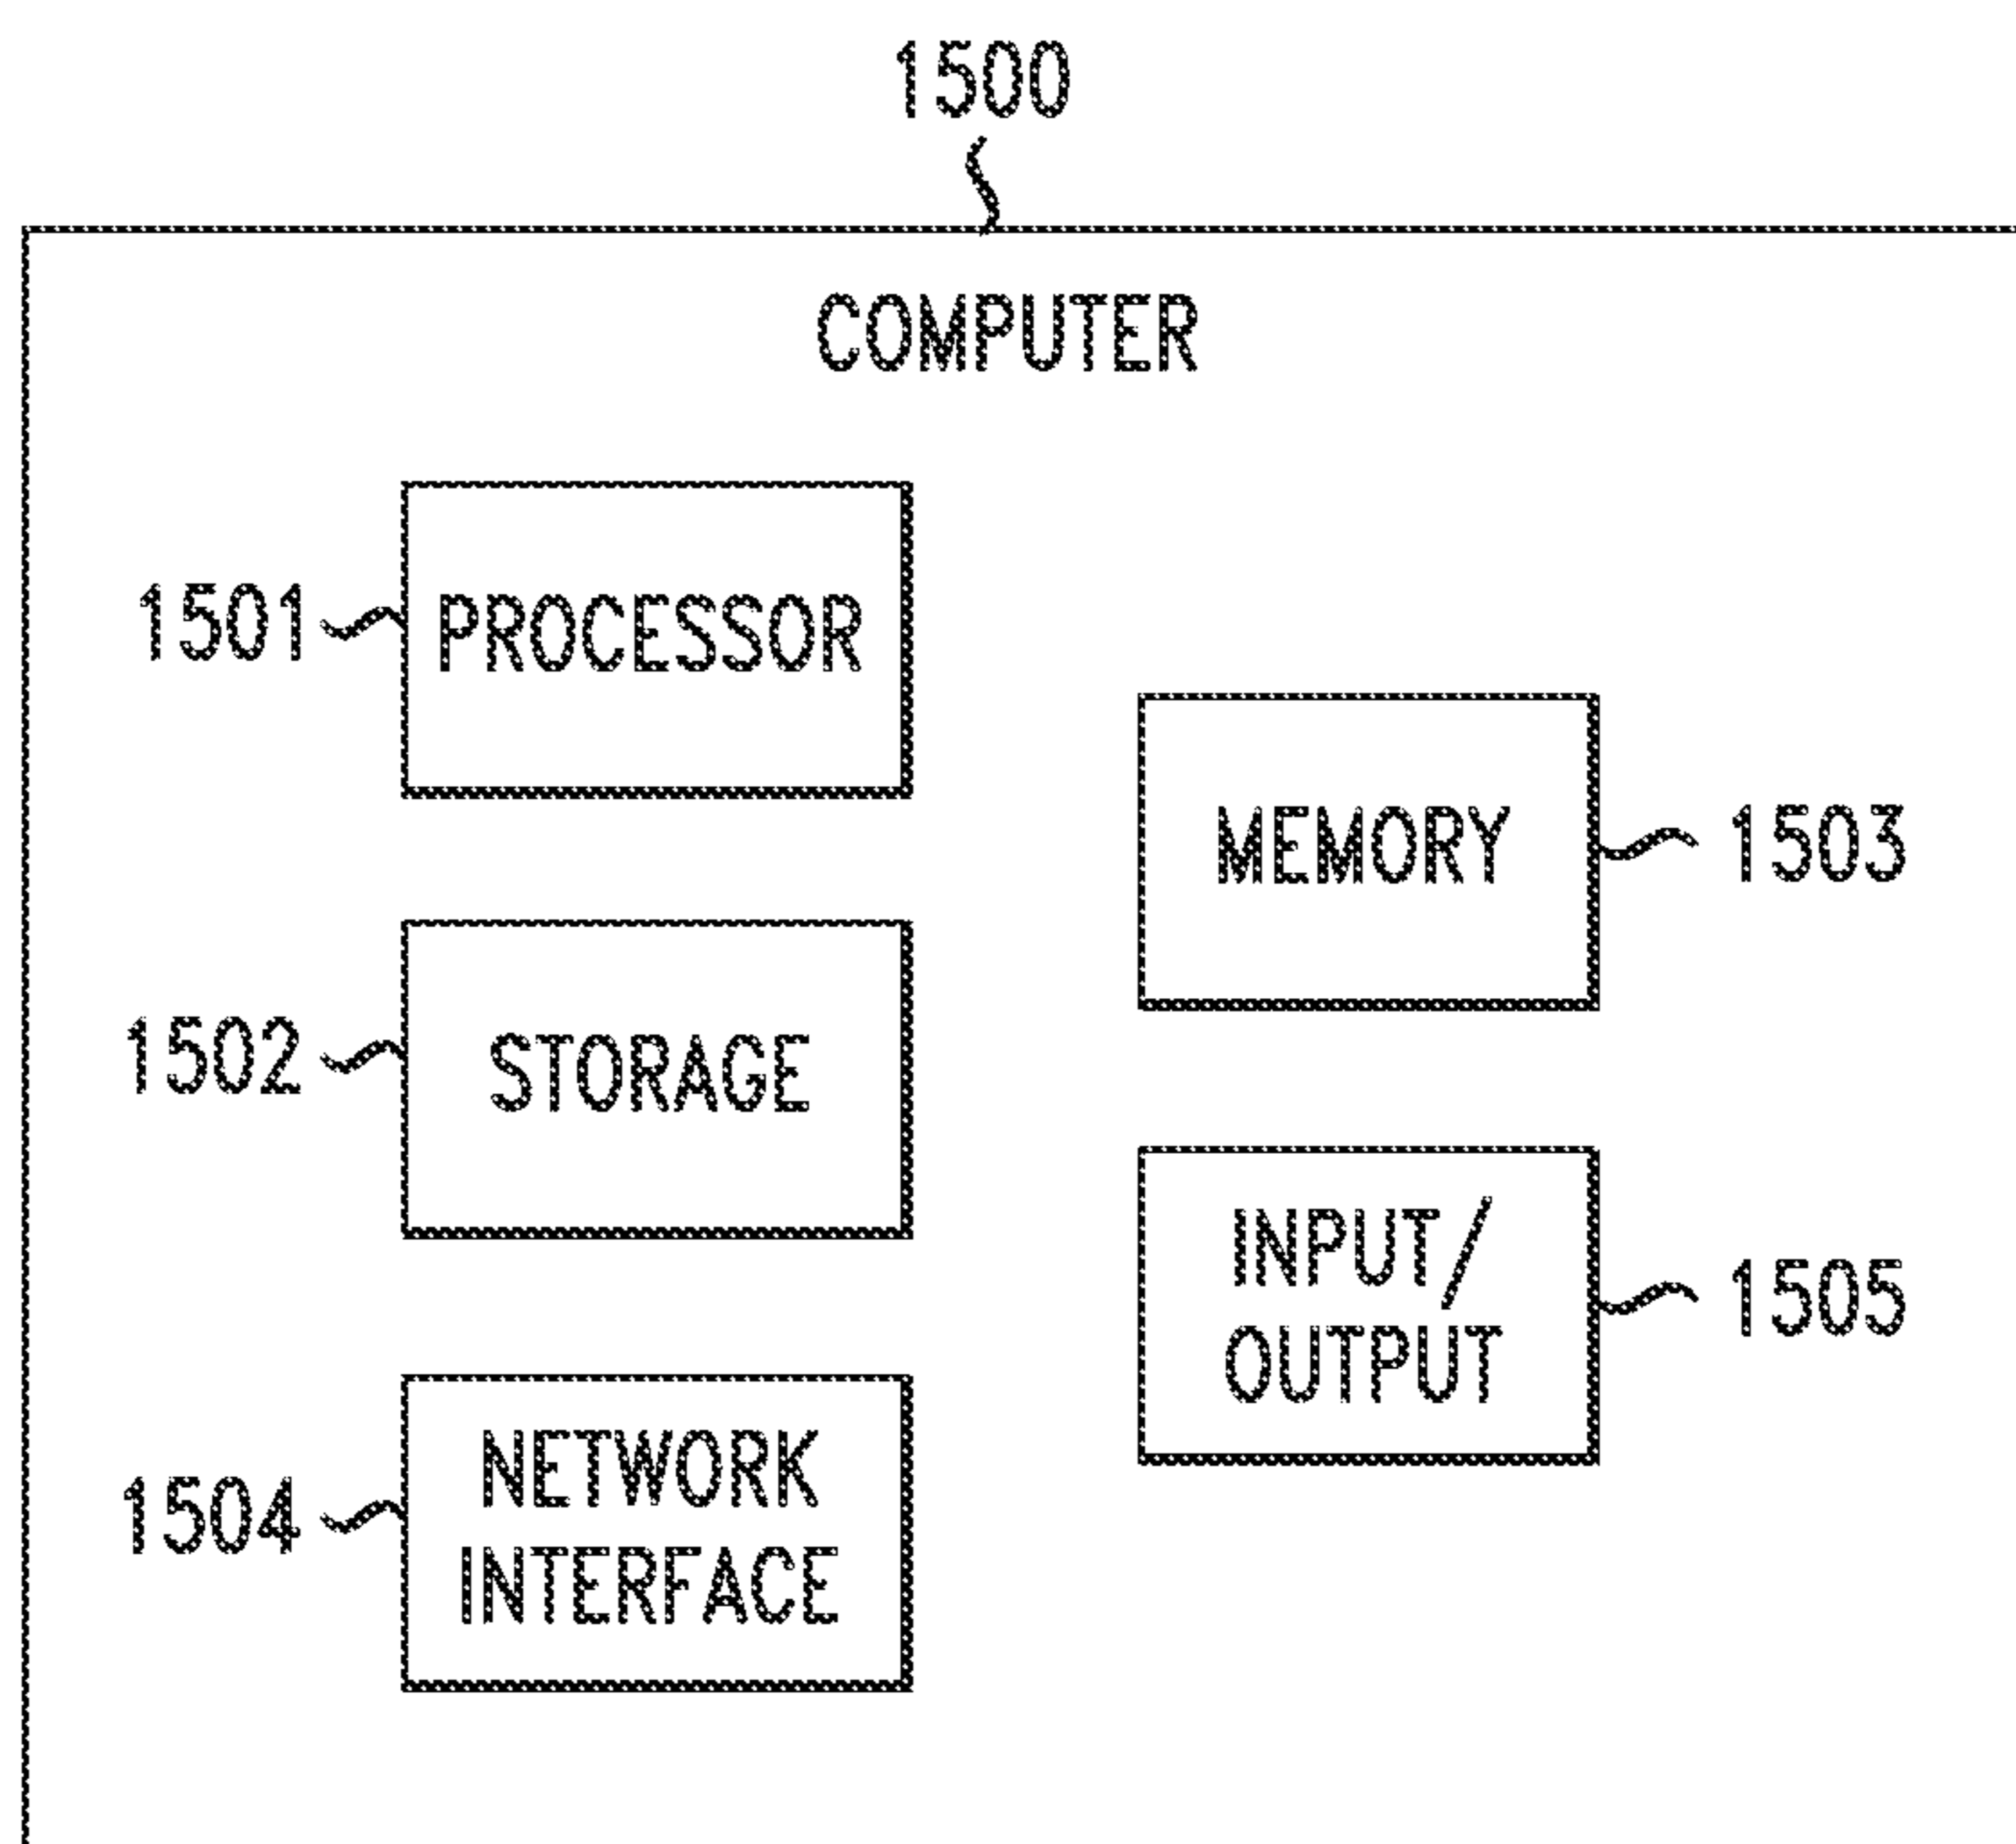 1500
COMPUTER
1501
PROCESSOR
MEMORY
1503
1502
STORAGE
INPUT/
OUTPUT
1505
1504
NETWORK
INTERFACE